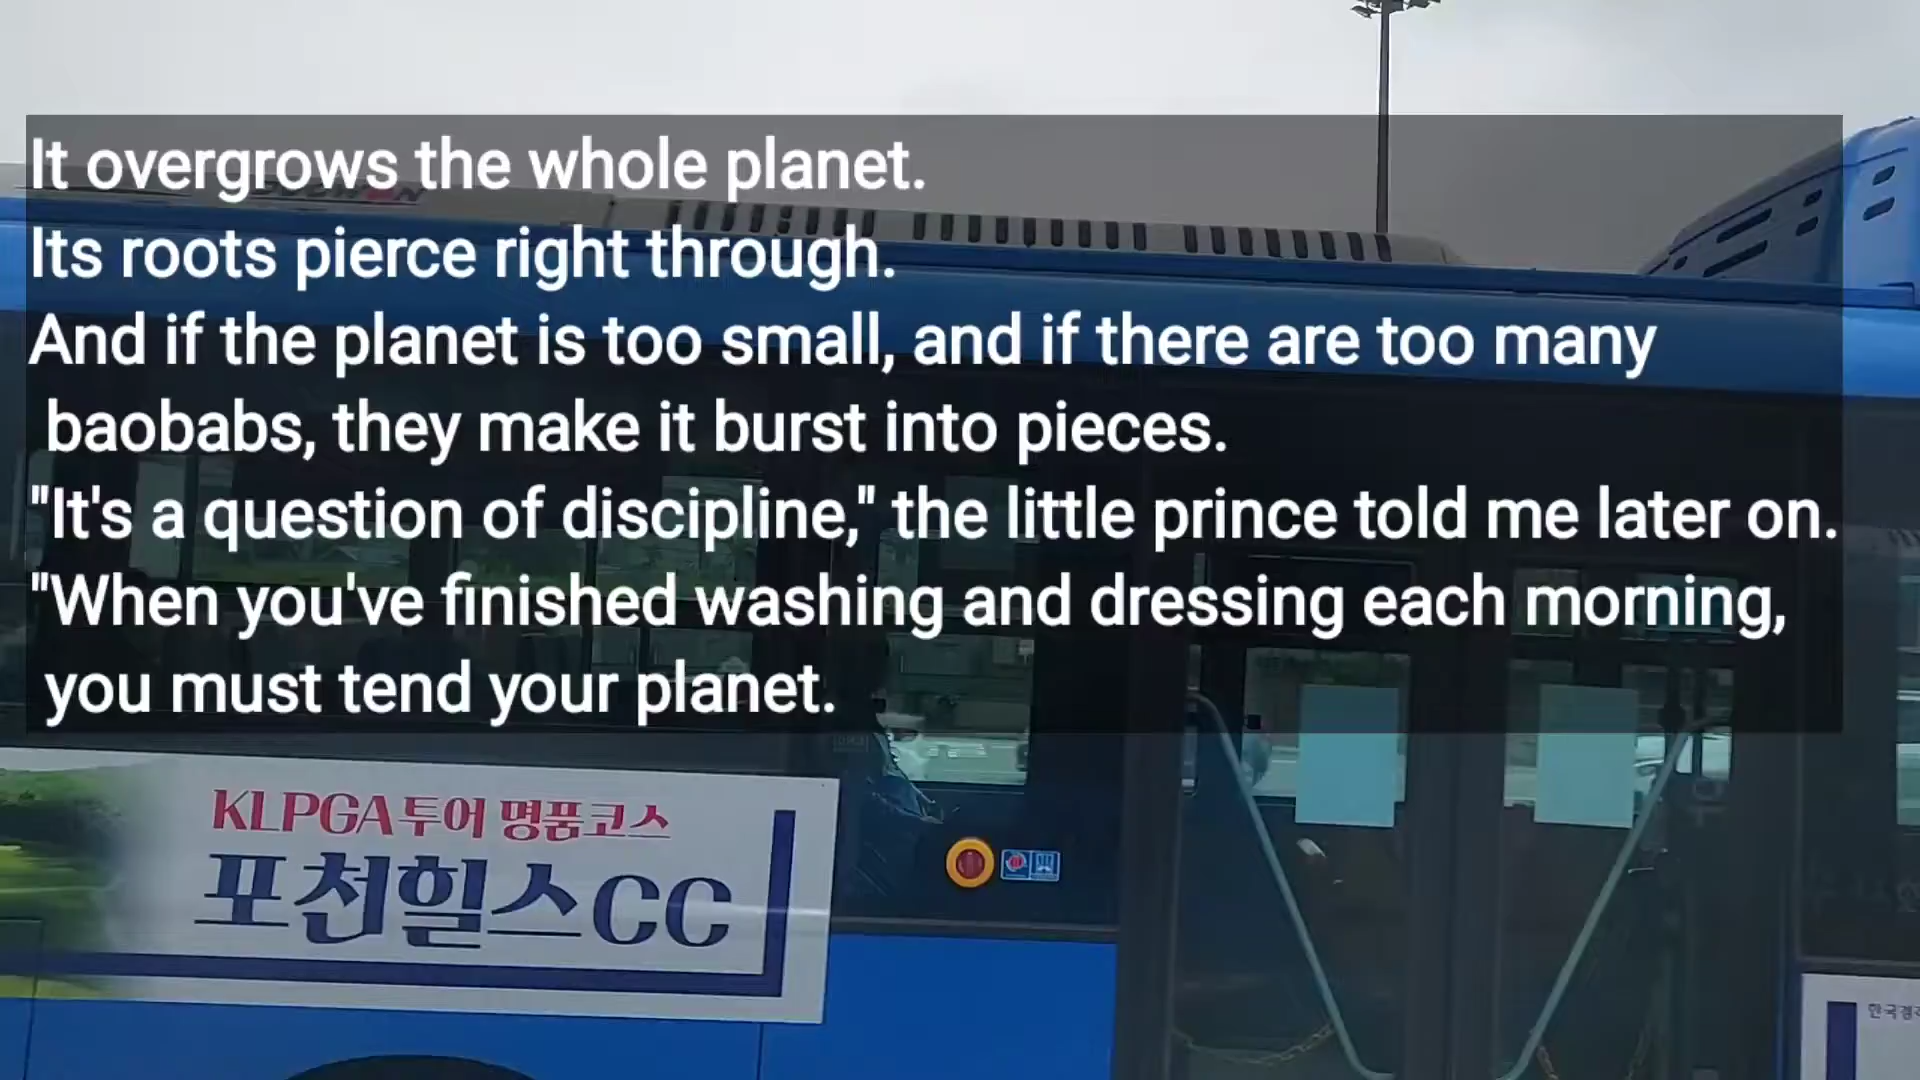 It overgrows the whole planet.
Its roots pierce right through.
And if the planet is too small, and if there are too many
baobabs, they make it burst into pieces.
"It's a question of discipline," the little prince told me later on.
"When you've finished washing and dressing each morning,
you must tend your planet.
KLPGA투어 명품코스
포천힐스CC